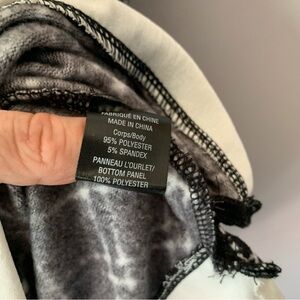 FABRIQUÉ EN CHINE
MADE IN CHINA
Corps/Body
95% POLYESTER
5% SPANDEX
PANNEAU L'OURLET/
BOTTOM PANEL
100% POLYESTER